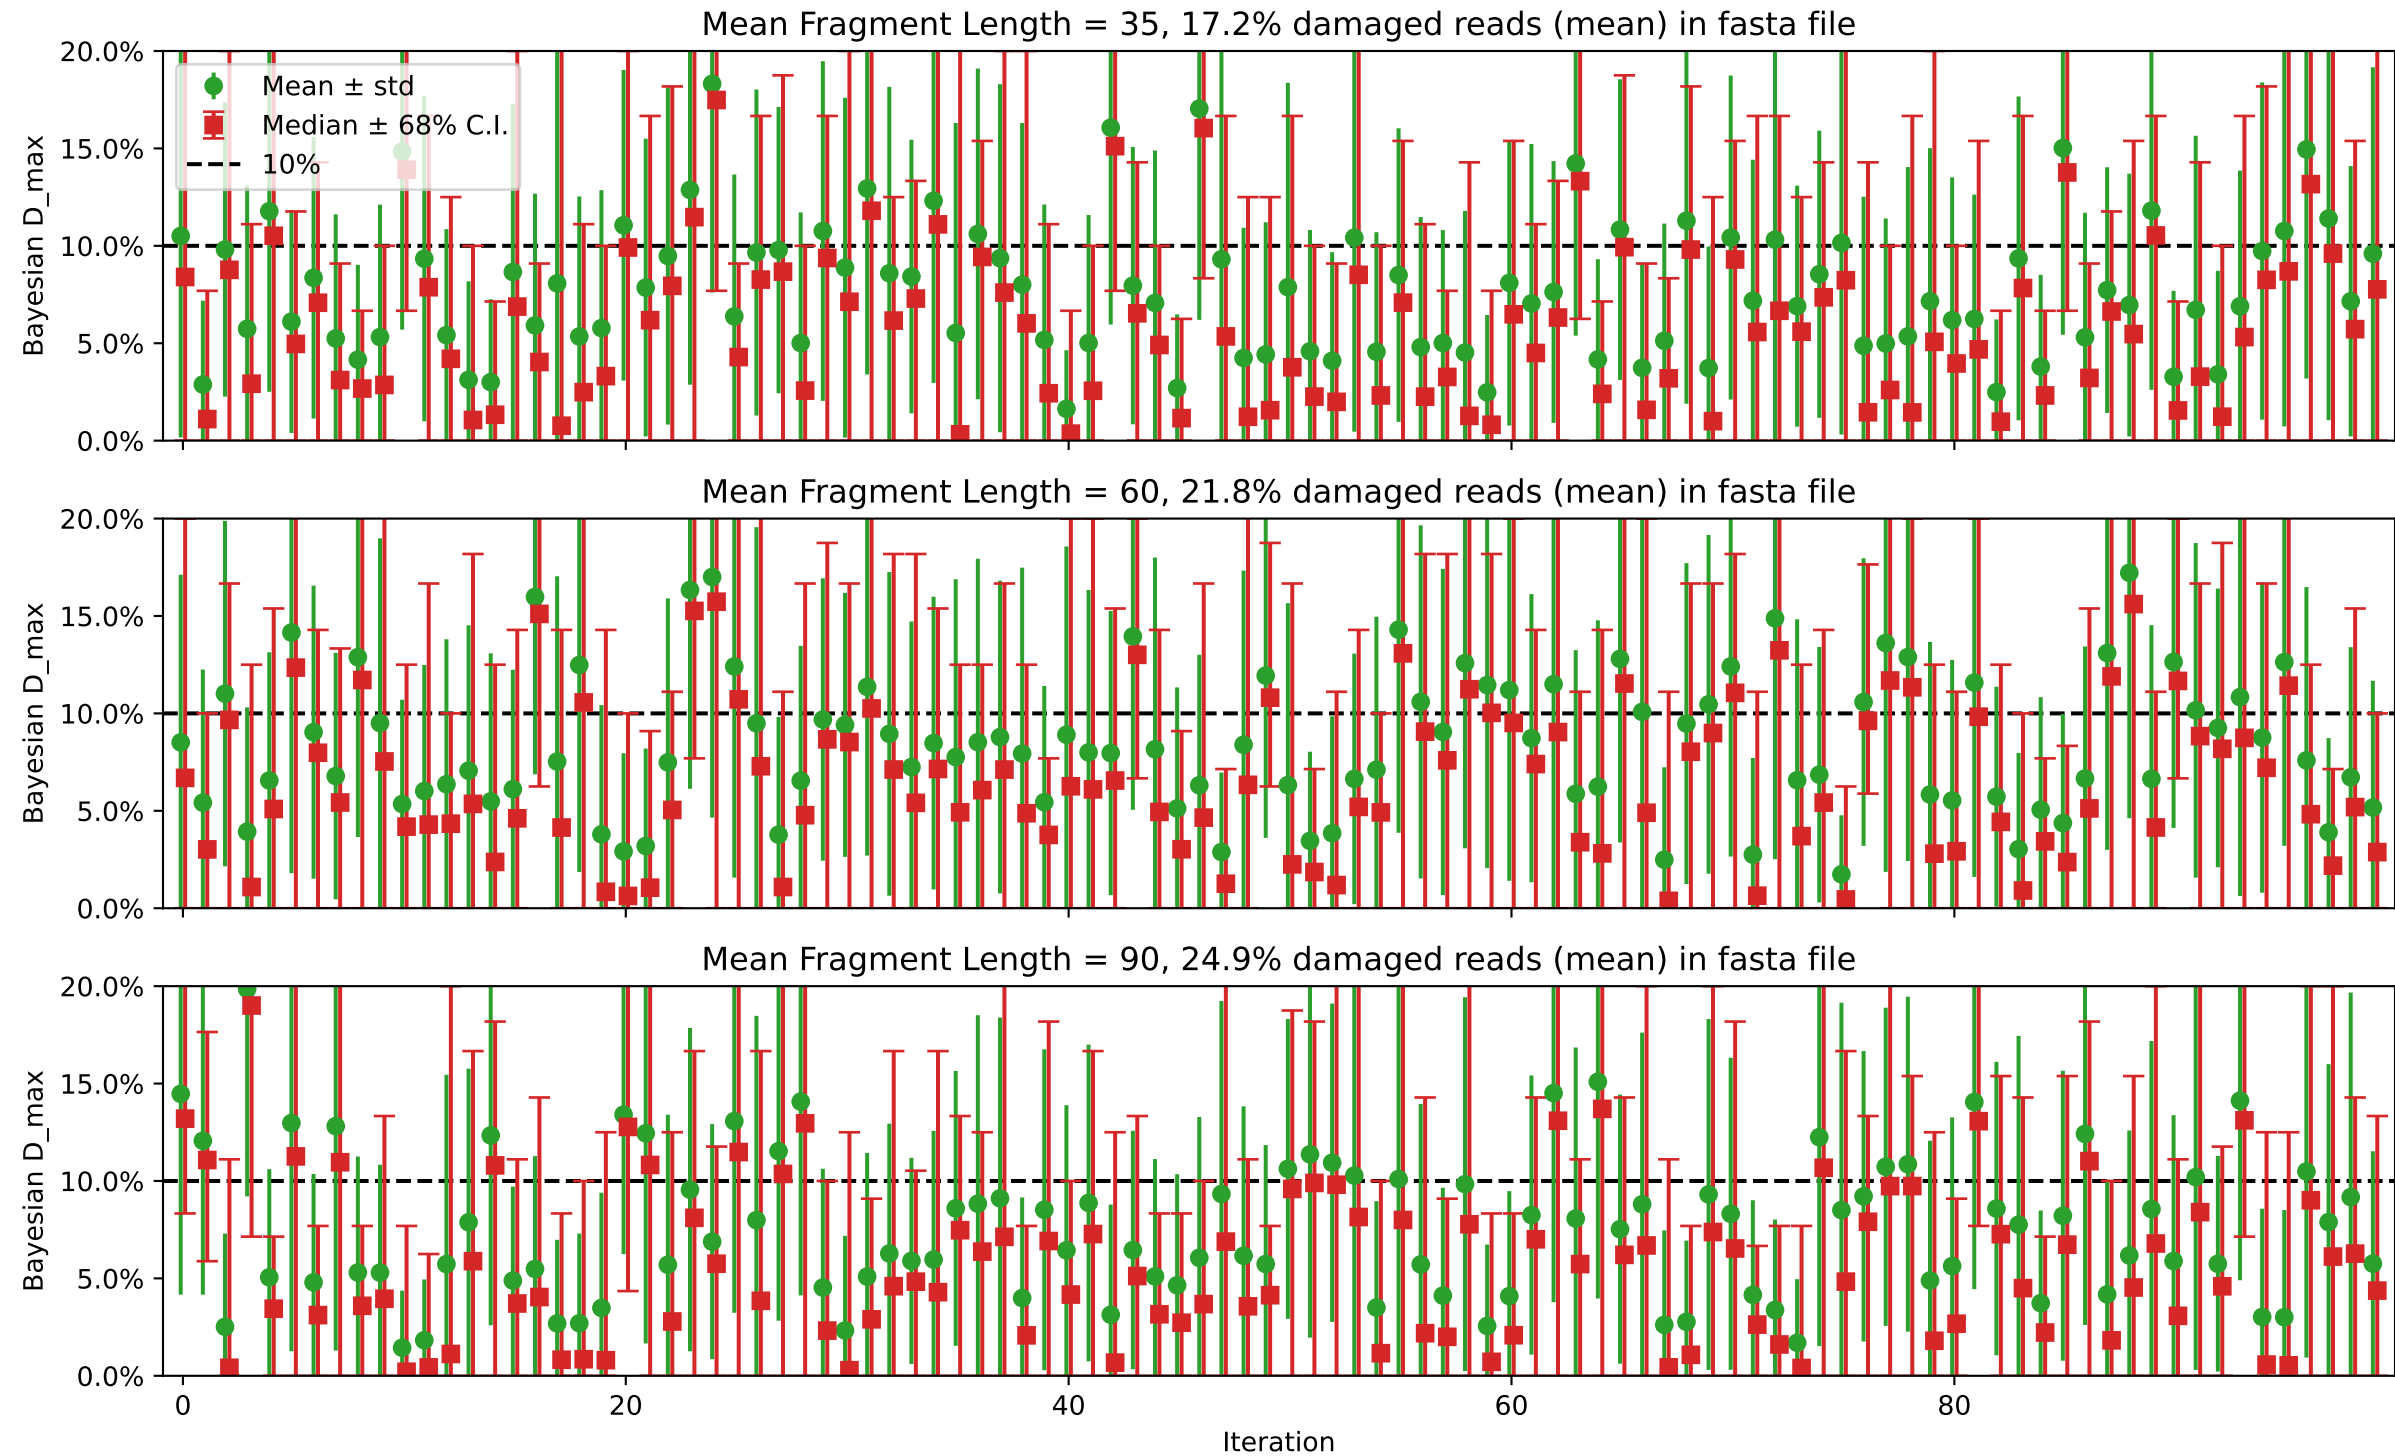 Mean Fragment Length = 35, 17.2% damaged reads (mean) in fasta file
20.0%
15.0%
10.0%
5.0%
0.0%
Bayesian D_max
Mean ± std
Median ± 68% C.I.
10%
Mean Fragment Length = 60, 21.8% damaged reads (mean) in fasta file
20.0%
15.0%
10.0%
5.0%
0.0%
Bayesian D_max
Mean Fragment Length = 90, 24.9% damaged reads (mean) in fasta file
20.0%
15.0%
10.0%
5.0%
0.0%
Bayesian D_max
0 20 40 60 80
Iteration